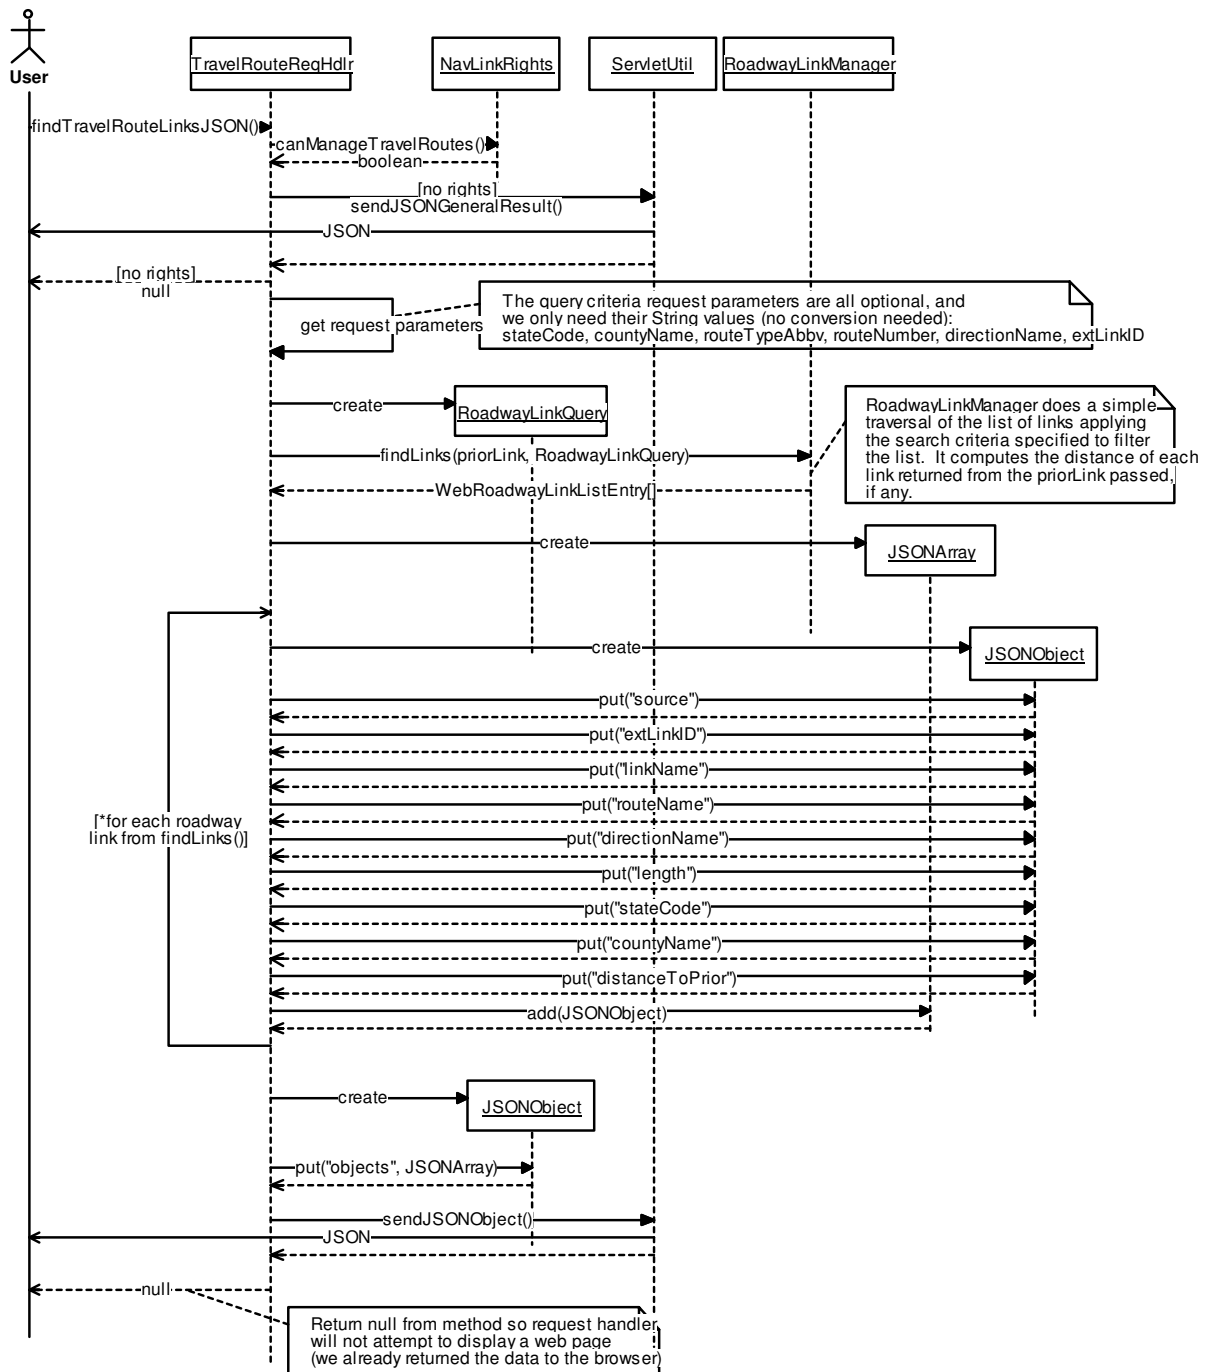 User
TravelRouteReqHdlr
NavLinkRights
ServletUtil
RoadwayLinkManager
findTravelRouteLinksJSON()
canManageTravelRoutes()
boolean
[no rights]
sendJSONGeneralResult()
JSON
[no rights]
null
get request parameters
The query criteria request parameters are all optional, and
we only need their String values (no conversion needed):
stateCode, countyName, routeTypeAbbv, routeNumber, directionName, extLinkID
create
RoadwayLinkQuery
RoadwayLinkManager does a simple
traversal of the list of links applying
the search criteria specified to filter
the list. It computes the distance of each
link returned from the priorLink passed,
if any.
findLinks(priorLink, RoadwayLinkQuery)
WebRoadwayLinkListEntry[]
create
JSONArray
create
JSONObject
put("source")
put("extLinkID")
put("linkName")
put("routeName")
[*for each roadway
link from findLinks()]
put("directionName")
put("length")
put("stateCode")
put("countyName")
put("distanceToPrior")
add(JSONObject)
create
JSONObject
put("objects", JSONArray)
sendJSONObject()
JSON
null
Return null from method so request handler
will not attempt to display a web page
(we already returned the data to the browser)